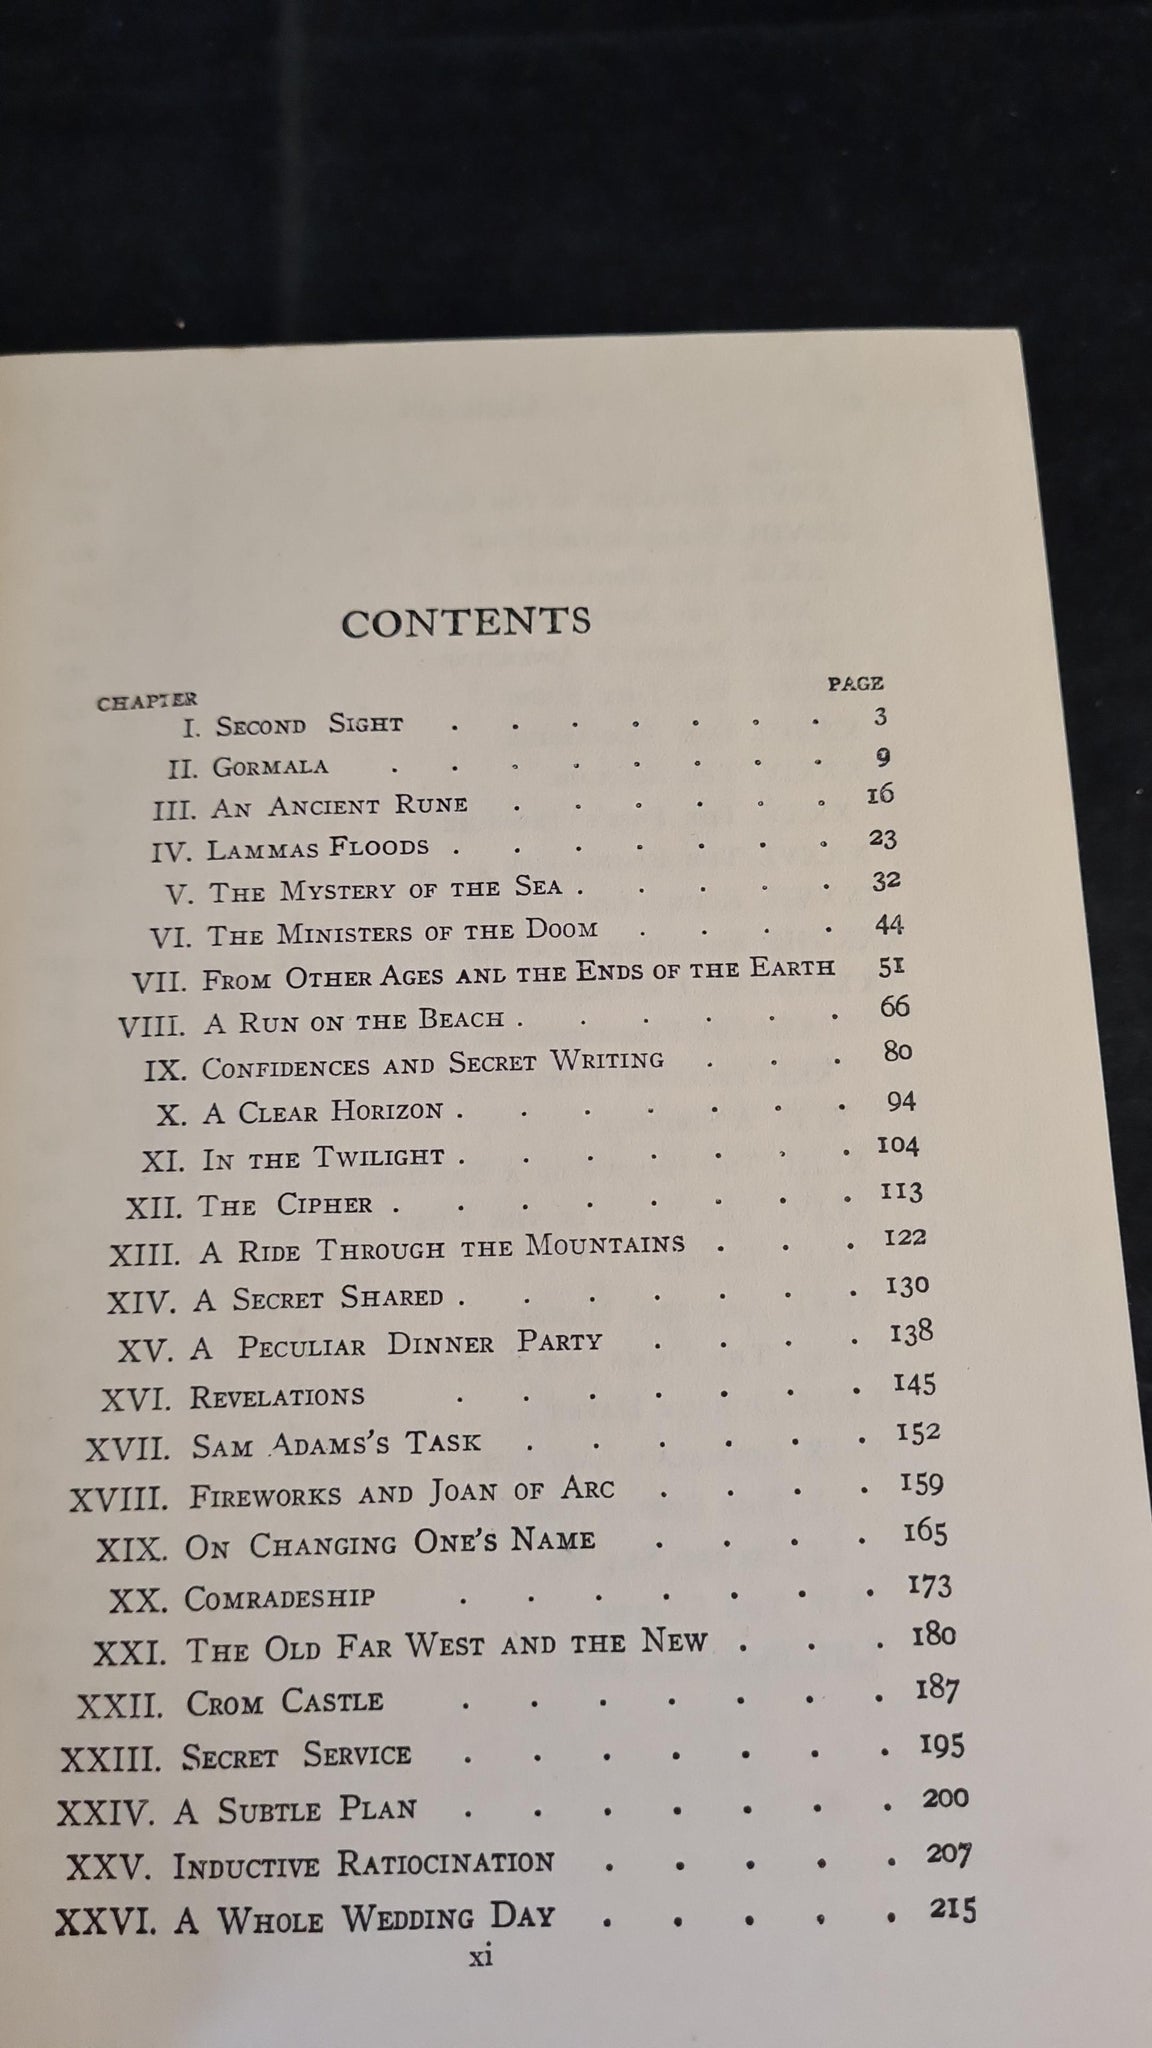 CONTENTS
CHAPTER PAGE
I. SECOND SIGHT . . . . . . . 3
II. GORMALA . . . . . . . . 9
III. AN ANCIENT RUNE . . . . . . 16
IV. LAMMAS FLOODS . . . . . . . 23
V. THE MYSTERY OF THE SEA . . . . . 32
VI. THE MINISTERS OF THE DOOM . . . . 44
VII. FROM OTHER AGES ANL THE ENDS OF THE EARTH 51
VIII. A RUN ON THE BEACH . . . . . . 66
IX. CONFIDENCES AND SECRET WRITING . . . 80
X. A CLEAR HORIZON . . . . . . . 94
XI. IN THE TWILIGHT . . . . . . . 104
XII. THE CIPHER . . . . . . . . 113
XIII. A RIDE THROUGH THE MOUNTAINS . . . 122
XIV. A SECRET SHARED . . . . . . . 130
XV. A PECULIAR DINNER PARTY . . . . 138
XVI. REVELATIONS . . . . . . . 145
XVII. SAM ADAMS'S TASK . . . . . . 152
XVIII. FIREWORKS AND JOAN OF ARC . . . . 159
XIX. ON CHANGING ONE'S NAME . . . . 165
XX. COMRADESHIP . . . . . . . 173
XXI. THE OLD FAR WEST AND THE NEW . . . 180
XXII. CROM CASTLE . . . . . . . 187
XXIII. SECRET SERVICE . . . . . . . 195
XXIV. A SUBTLE PLAN . . . . . . . 200
XXV. INDUCTIVE RATIOCINATION . . . . . 207
XXVI. A WHOLE WEDDING DAY . . . . . 215
xi